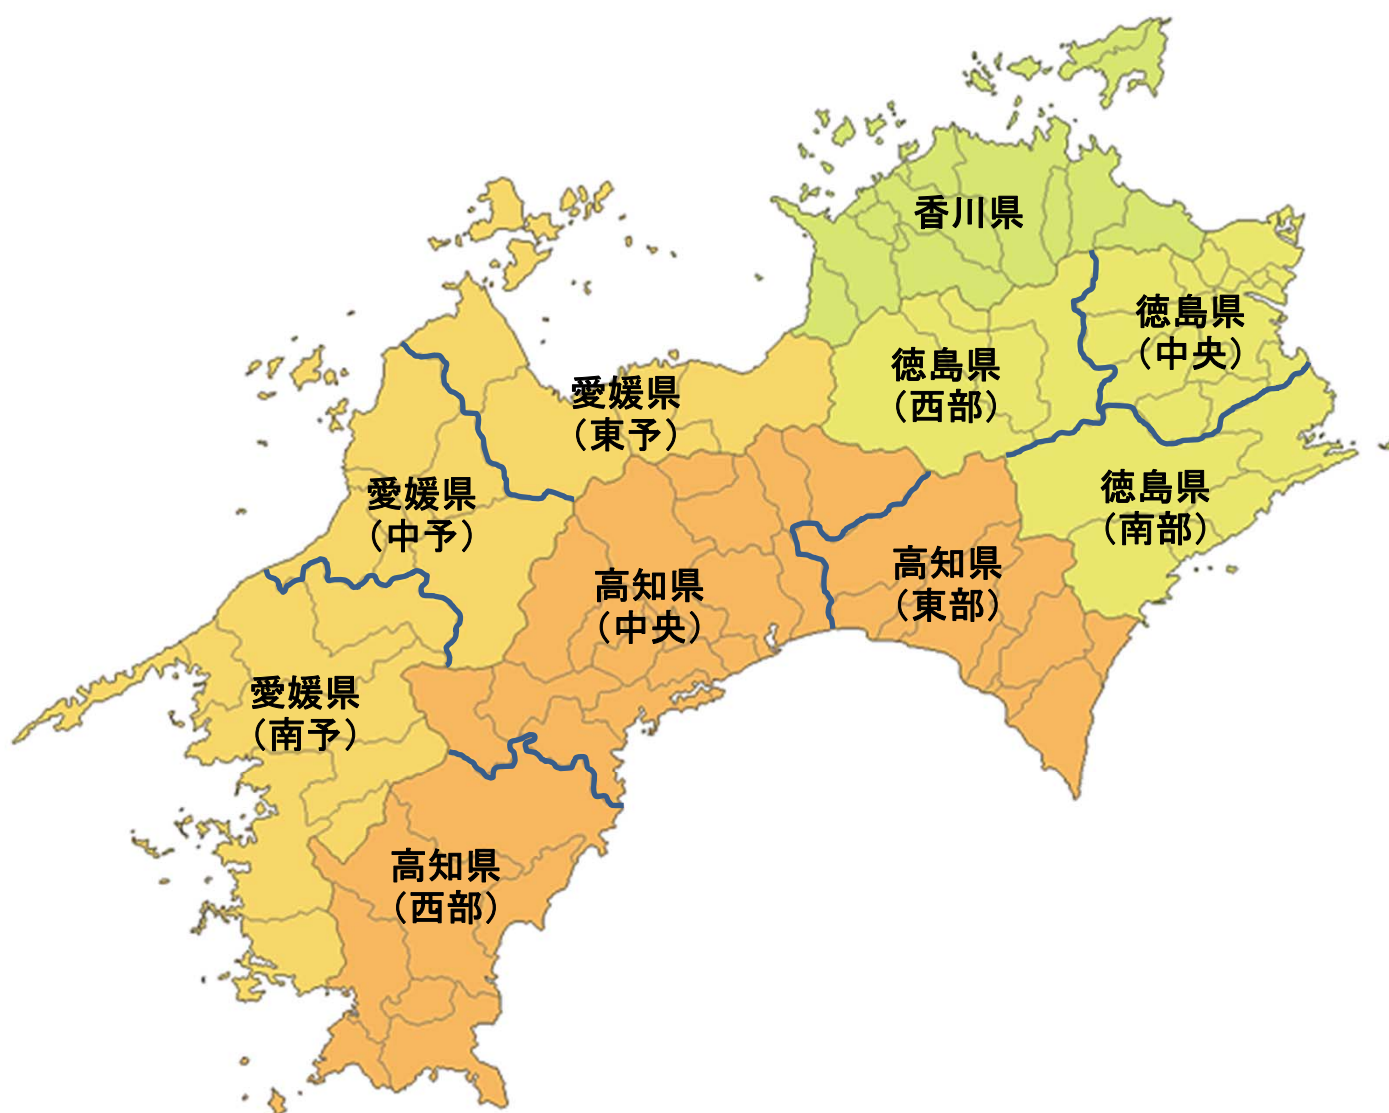 香川県
徳島県
（中央）
徳島県
（西部）
愛媛県
（東予）
徳島県
（南部）
愛媛県
（中予）
高知県
（東部）
高知県
（中央）
愛媛県
（南予）
高知県
（西部）